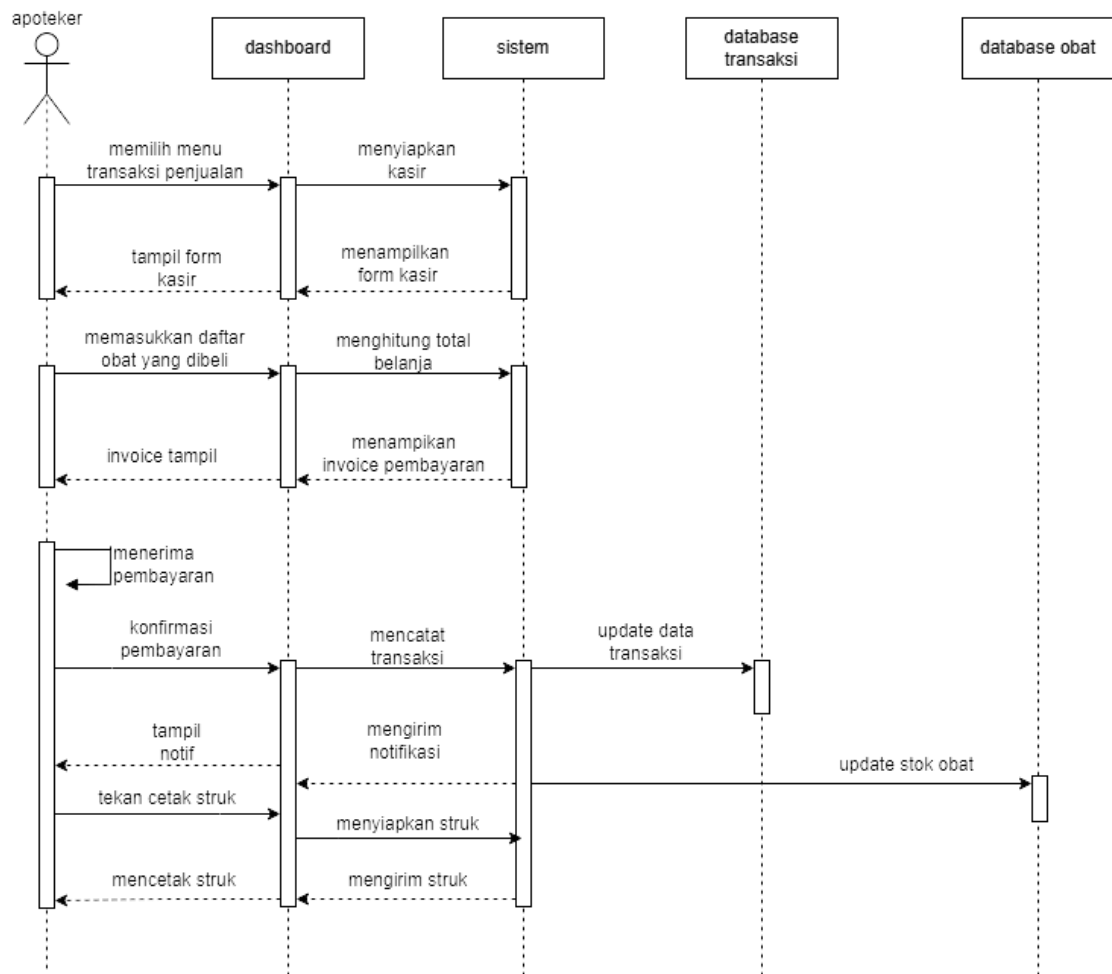 apoteker
dashboard
sistem
database
transaksi
database obat
memilih menu
transaksi penjualan
menyiapkan
kasir
tampil form
kasir
menampilkan
form kasir
memasukkan daftar
obat yang dibeli
menghitung total
belanja
invoice tampil
menampikan
invoice pembayaran
menerima
pembayaran
konfirmasi
pembayaran
mencatat
transaksi
update data
transaksi
tampil
notif
mengirim
notifikasi
update stok obat
tekan cetak struk
menyiapkan struk
mencetak struk
mengirim struk